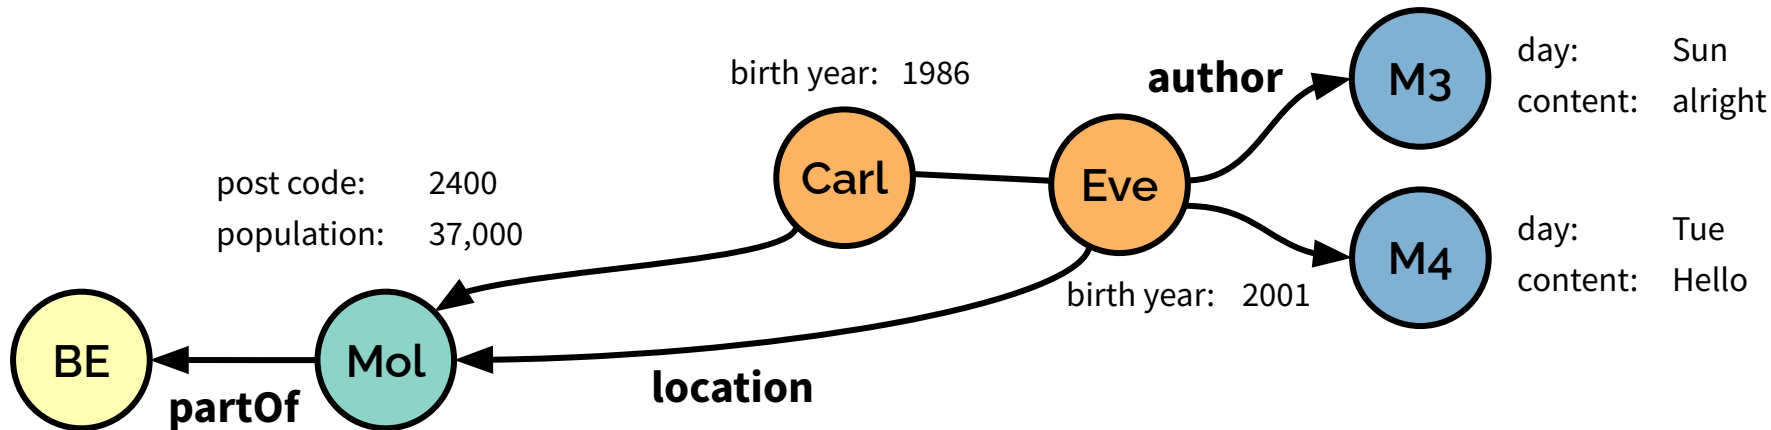 birth year: 1986
author
M3
day: Sun
content: alright
post code: 2400
population: 37,000
Carl
Eve
M4
day: Tue
content: Hello
birth year: 2001
BE
Mol
partOf
location